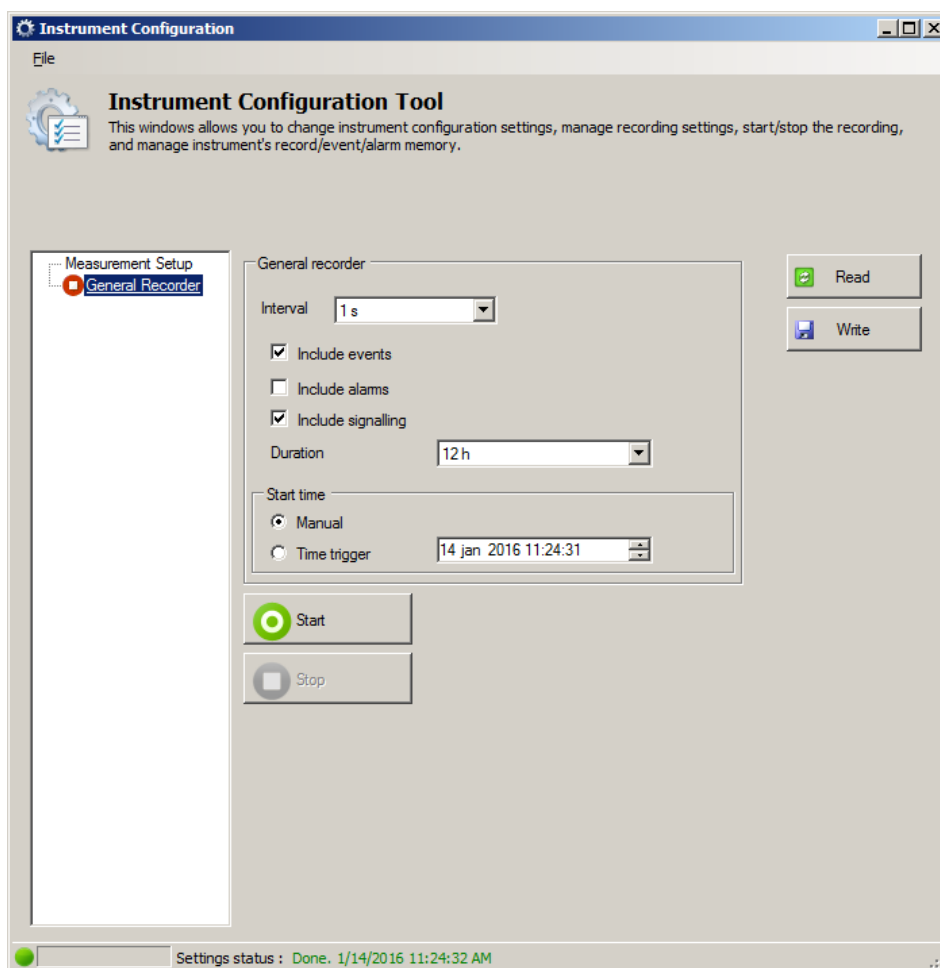 Instrument Configuration
File
Instrument Configuration Tool
This windows allows you to change instrument configuration settings, manage recording settings, start/stop the recording,
and manage instrument's record/event/alarm memory.
Measurement Setup
General Recorder
General recorder
Interval 1 s
Include events
Include alarms
Include signalling
Duration 12 h
Start time
Manual
Time trigger 14 jan 2016 11:24:31
Read
Write
Start
Stop
Settings status : Done. 1/14/2016 11:24:32 AM